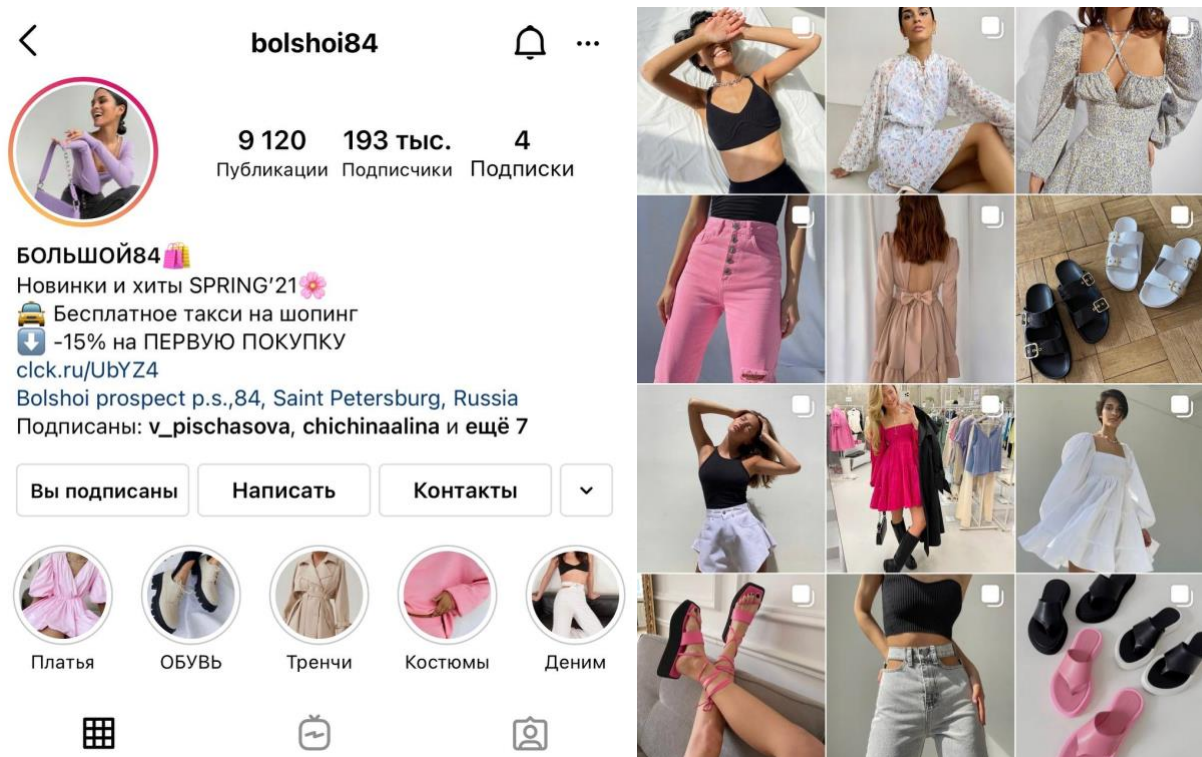 bolshoi84
9 120 193 тыс. 4
Публикации Подписчики Подписки
БОЛЬШОЙ84🛍️
Новинки и хиты SPRING’21🌸
🚖 Бесплатное такси на шопинг
⬇️ -15% на ПЕРВУЮ ПОКУПКУ
clck.ru/UbYZ4
Bolshoi prospect p.s.,84, Saint Petersburg, Russia
Подписаны: v_pischasova, chichinaalina и ещё 7
Вы подписаны Написать Контакты
Платья ОБУВЬ Тренчи Костюмы Деним